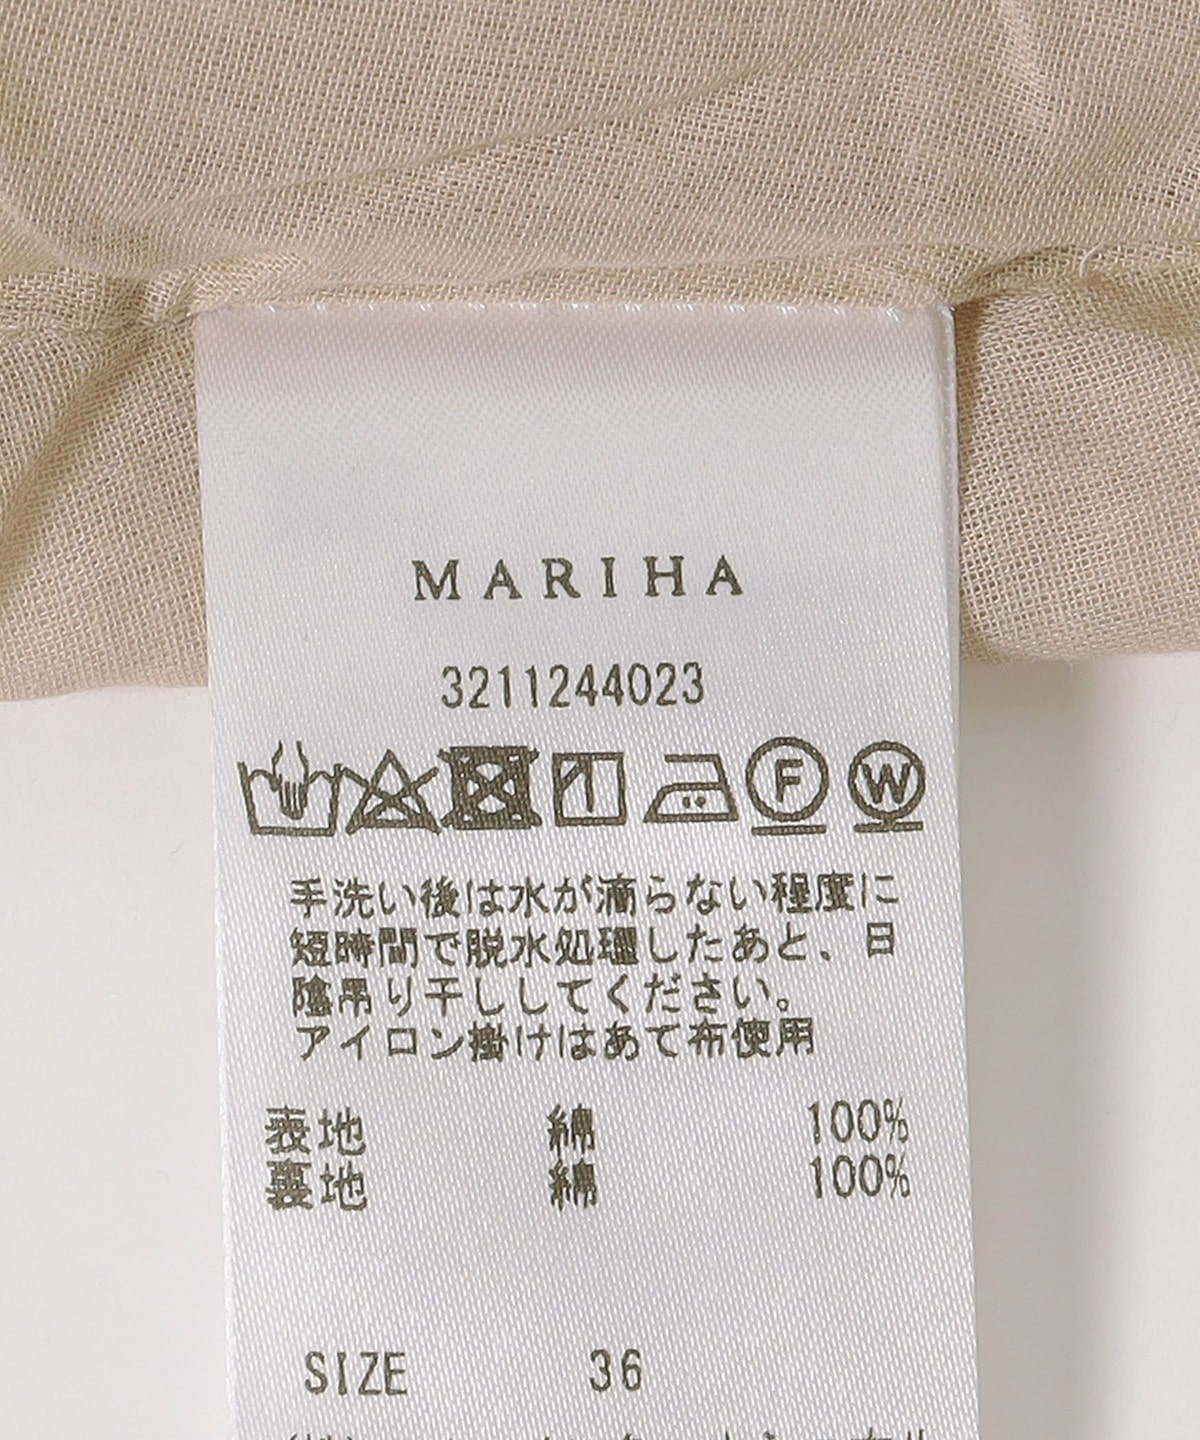 MARIHA
3211244023
F W
手洗い後は水が滴らない程度に
短時間で脱水処理したあと、日
陰吊り干ししてください。
アイロン掛けはあて布使用
表地 綿 100%
裏地 綿 100%
SIZE 36